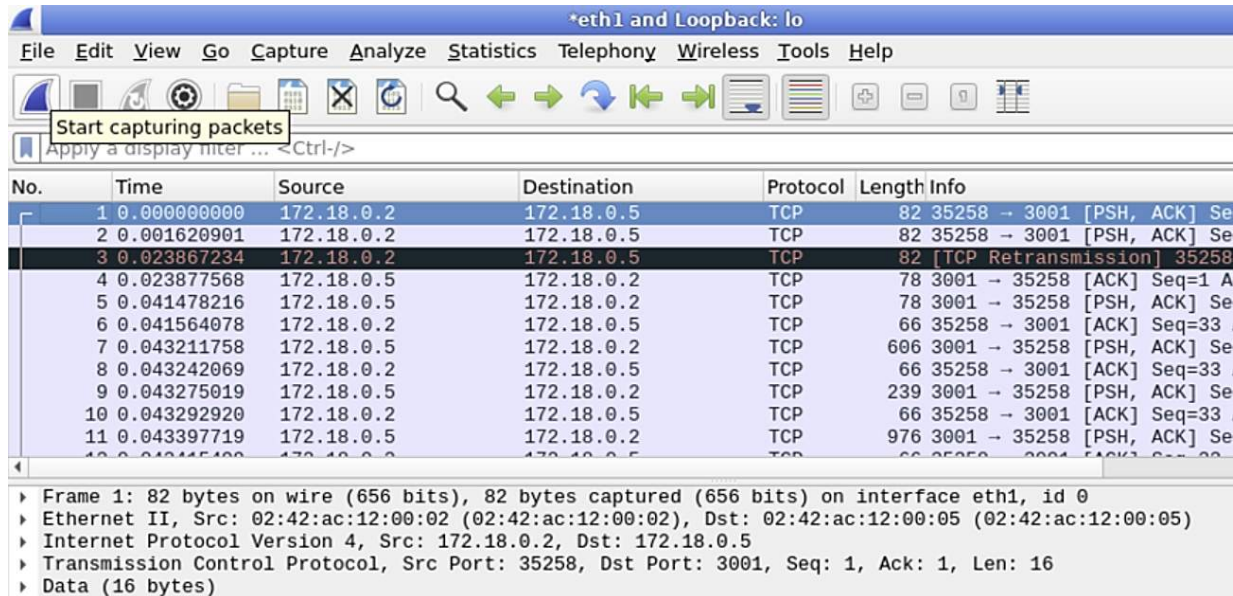 *eth1 and Loopback: lo
File Edit View Go Capture Analyze Statistics Telephony Wireless Tools Help
Start capturing packets
Apply a display filter ... <Ctrl-/>
No. Time Source Destination Protocol Length Info
1 0.000000000 172.18.0.2 172.18.0.5 TCP 82 35258 → 3001 [PSH, ACK] Se
2 0.001620901 172.18.0.2 172.18.0.5 TCP 82 35258 → 3001 [PSH, ACK] Se
3 0.023867234 172.18.0.2 172.18.0.5 TCP 82 [TCP Retransmission] 35258
4 0.023877568 172.18.0.5 172.18.0.2 TCP 78 3001 → 35258 [ACK] Seq=1 A
5 0.041478216 172.18.0.5 172.18.0.2 TCP 78 3001 → 35258 [PSH, ACK] Se
6 0.041564078 172.18.0.2 172.18.0.5 TCP 66 35258 → 3001 [ACK] Seq=33
7 0.043211758 172.18.0.5 172.18.0.2 TCP 606 3001 → 35258 [PSH, ACK] Se
8 0.043242069 172.18.0.2 172.18.0.5 TCP 66 35258 → 3001 [ACK] Seq=33
9 0.043275019 172.18.0.5 172.18.0.2 TCP 239 3001 → 35258 [PSH, ACK] Se
10 0.043292920 172.18.0.2 172.18.0.5 TCP 66 35258 → 3001 [ACK] Seq=33
11 0.043397719 172.18.0.5 172.18.0.2 TCP 976 3001 → 35258 [PSH, ACK] Se
Frame 1: 82 bytes on wire (656 bits), 82 bytes captured (656 bits) on interface eth1, id 0
Ethernet II, Src: 02:42:ac:12:00:02 (02:42:ac:12:00:02), Dst: 02:42:ac:12:00:05 (02:42:ac:12:00:05)
Internet Protocol Version 4, Src: 172.18.0.2, Dst: 172.18.0.5
Transmission Control Protocol, Src Port: 35258, Dst Port: 3001, Seq: 1, Ack: 1, Len: 16
Data (16 bytes)